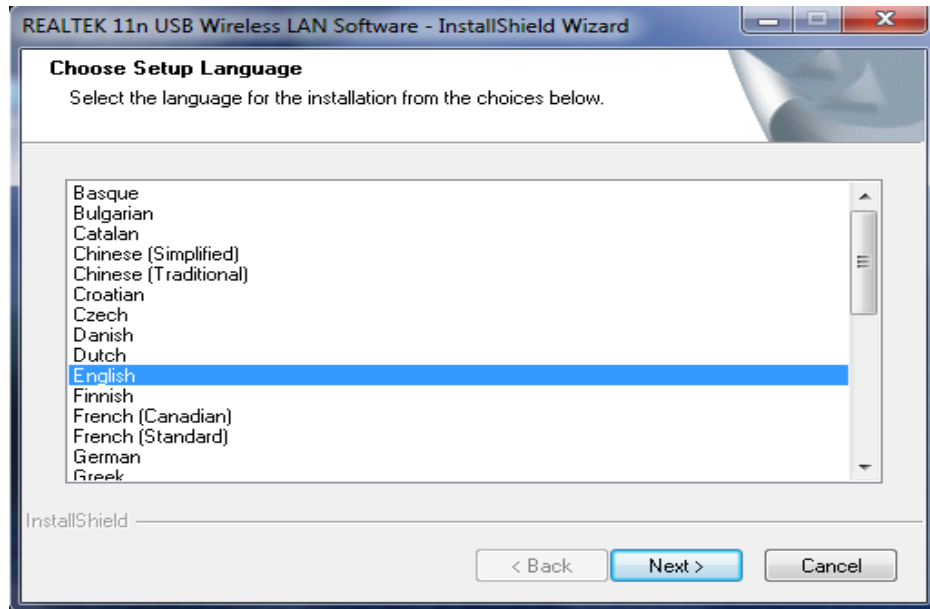 REALTEK 11n USB Wireless LAN Software - InstallShield Wizard
Choose Setup Language
Select the language for the installation from the choices below.
Basque
Bulgarian
Catalan
Chinese (Simplified)
Chinese (Traditional)
Croatian
Czech
Danish
Dutch
English
Finnish
French (Canadian)
French (Standard)
German
Greek
InstallShield
< Back Next > Cancel